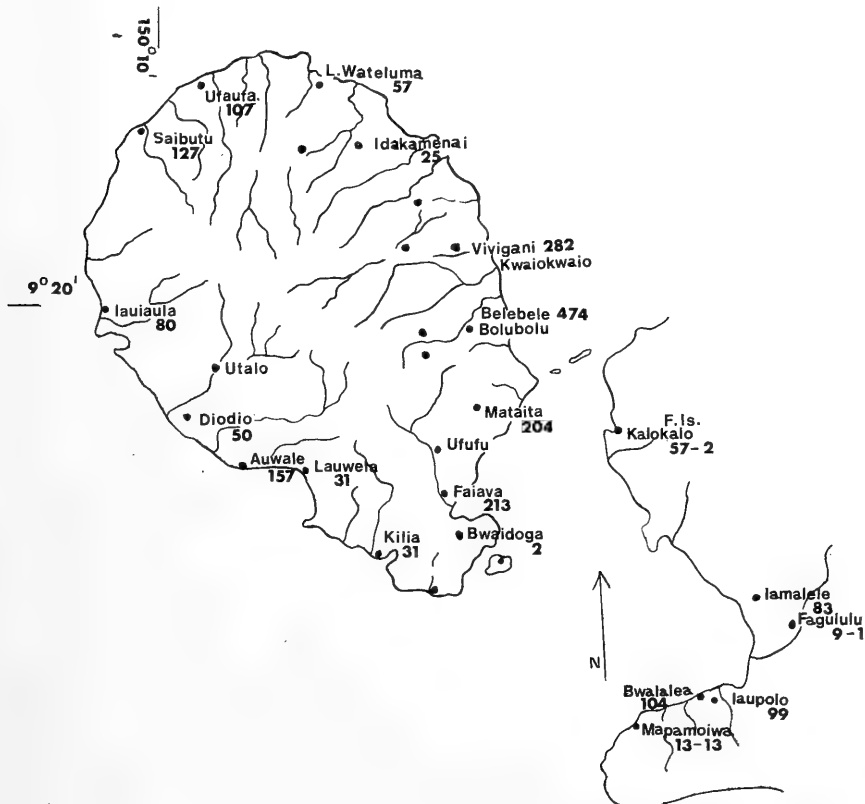 150°10'
L.Wateluma
57
Ufaufa.
107
Saibutu
127
Idakamenai
25
Vivigani 282
Kwaiokwaio
9°20'
Iauiaula
80
Belebele 474
Bolubolu
Utalo
Mataita
204
Diodio
50
F.Is.
Kalokalo
57-2
Ufufu
Auwale
157
Lauwela
31
Faiava
213
Bwaidoga
2
Kilia
31
Iamalele
83
Fagululu
9-1
N
Bwalalea
104
Iaupolo
99
Mapamoiwa
13-13